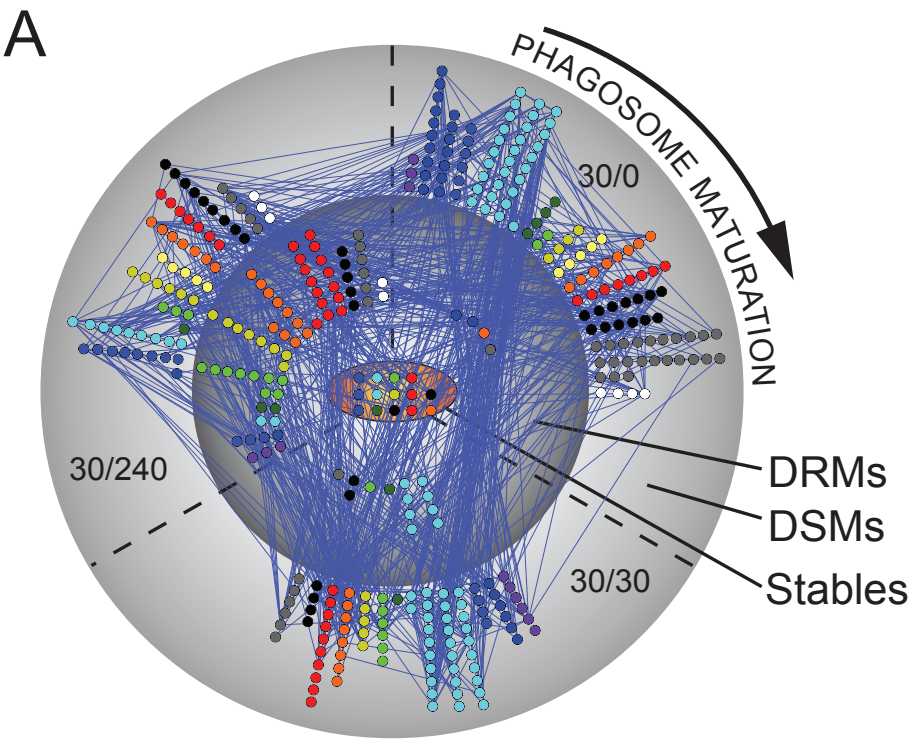 A
PHAGOSOME MATURATION
30/0
30/240
30/30
DRMs
DSMs
Stables